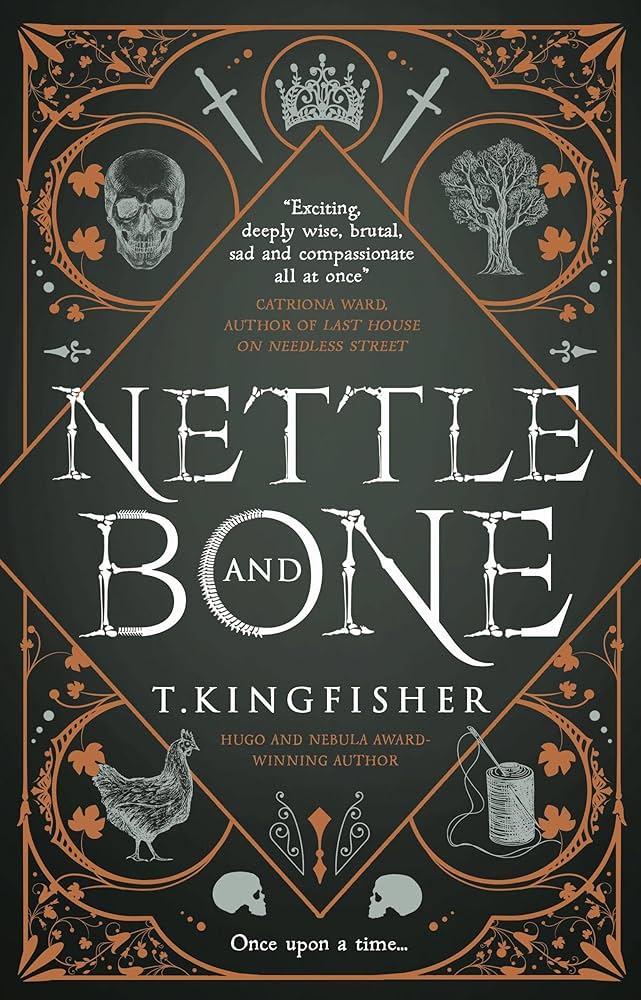 “Exciting,
deeply wise, brutal,
sad and compassionate
all at once”
CATRIONA WARD,
AUTHOR OF LAST HOUSE
ON NEEDLESS STREET
NETTLE
AND
BONE
T. KINGFISHER
HUGO AND NEBULA AWARD-
WINNING AUTHOR
Once upon a time...